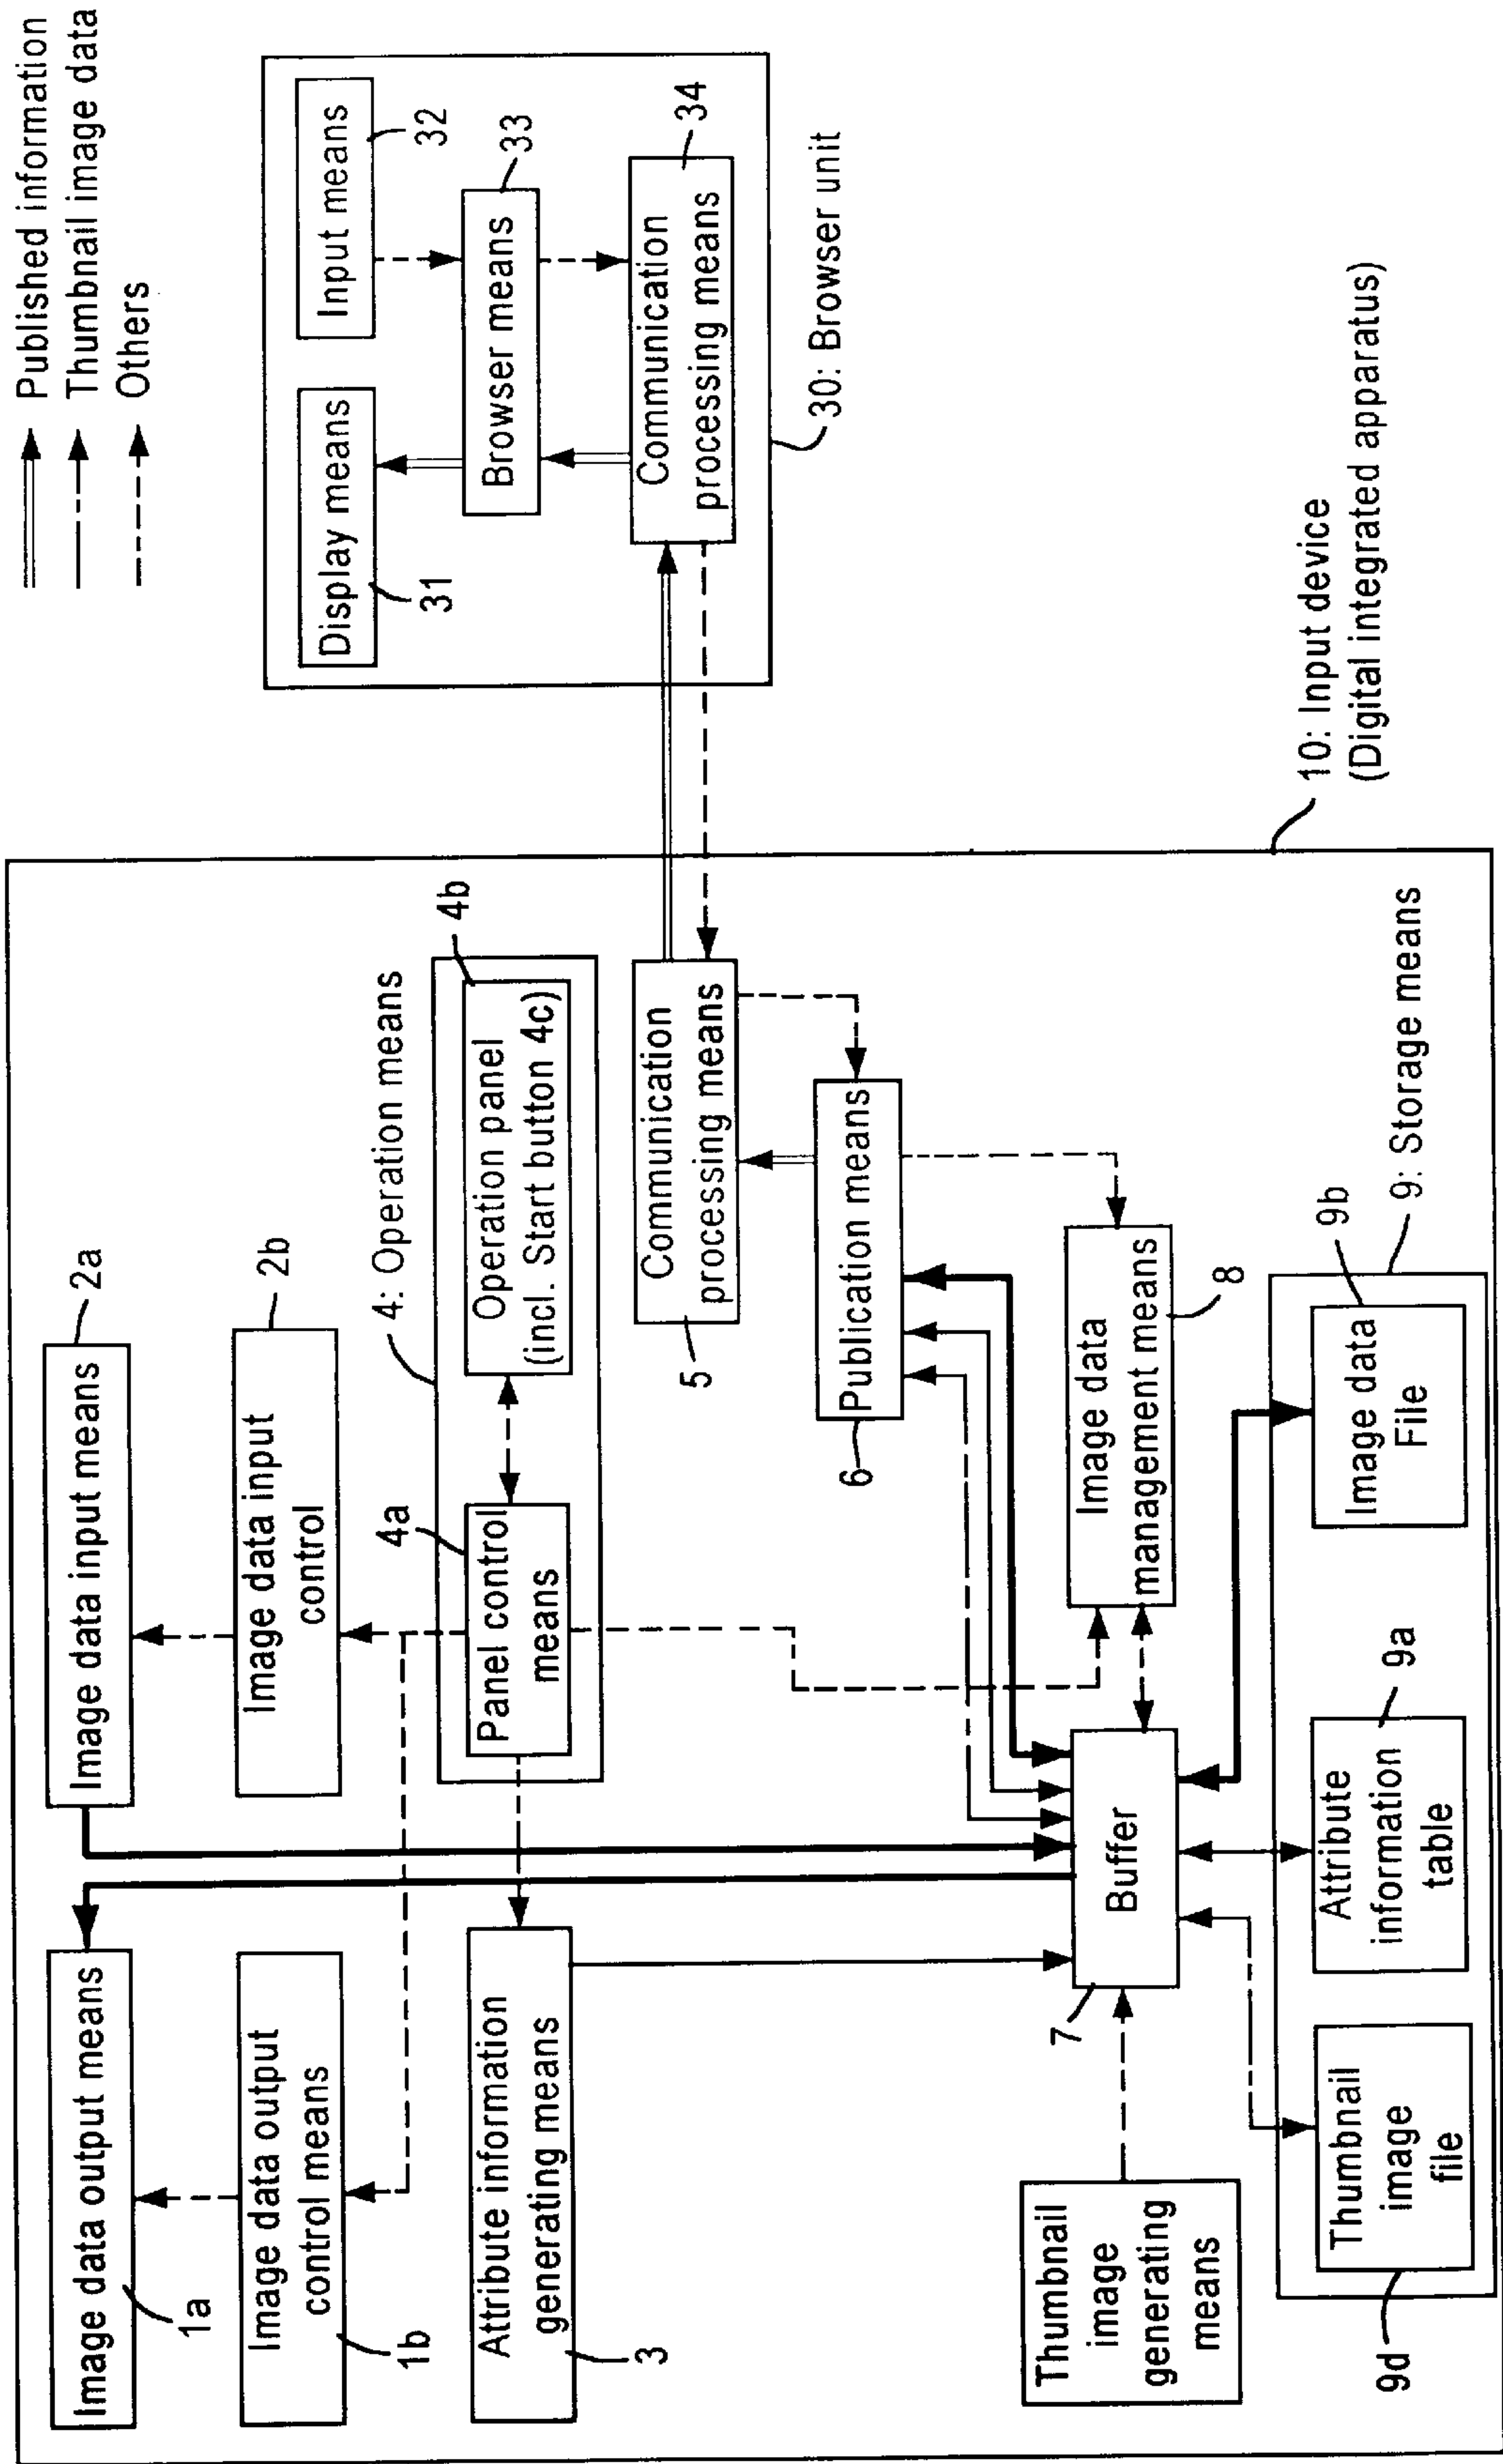 Published information
Thumbnail image data
Others
Image data output means
1a
Image data output
control means
1b
Attribute information
generating means
3
Image data input means
2a
Image data input
control
2b
4: Operation means
4a
Panel control
means
Operation panel
(incl. Start button 4c)
4b
Communication
processing means
5
Publication means
6
Image data
management means
8
Buffer
7
Thumbnail
image
generating
means
Thumbnail
image
file
9d
Attribute
information
table
9a
Image data
File
9b
9: Storage means
10: Input device
(Digital integrated apparatus)
Display means
31
Input means
32
Browser means
33
Communication
processing means
34
30: Browser unit